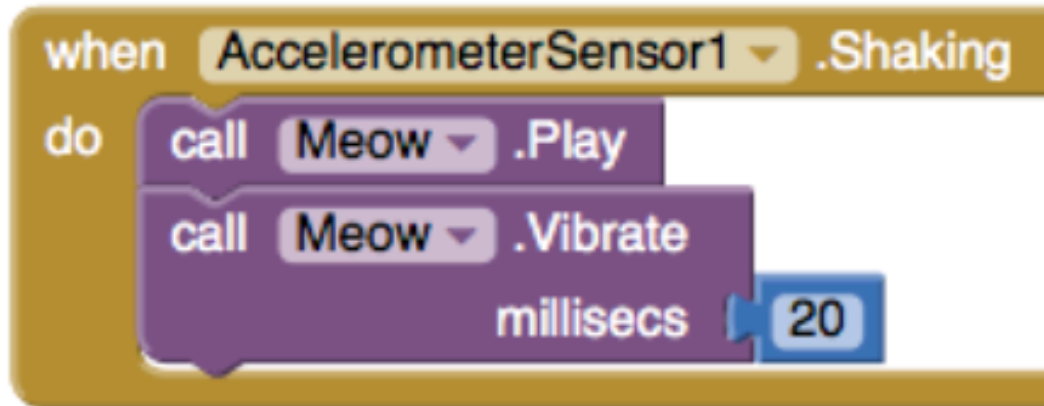 when AccelerometerSensor1 .Shaking
do call Meow .Play
call Meow .Vibrate
millisecs 20